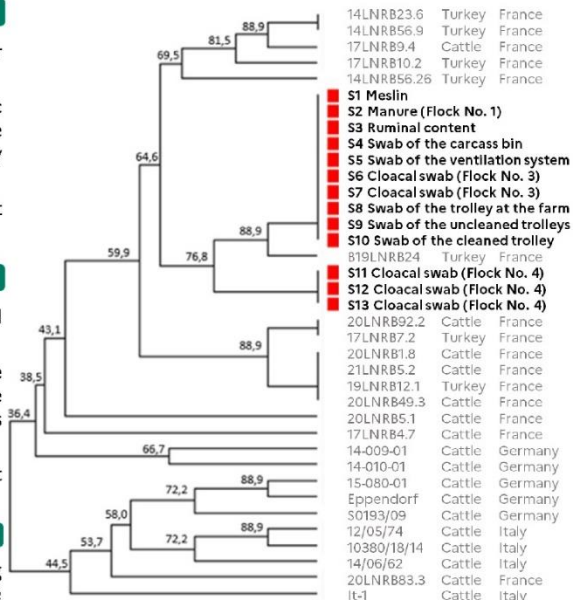 14LNRB23.6 Turkey France
14LNRB56.9 Turkey France
17LNRB9.4 Cattle France
17LNRB10.2 Turkey France
14LRB56.26 Turkey France
S1 Meslin
S2 Manure (Flock No. 1)
S3 Ruminal content
S4 Swab of the carcass bin
S5 Swab of the ventilation system
S6 Cloacal swab (Flock No. 3)
S7 Cloacal swab (Flock No. 3)
S8 Swab of the trolley at the farm
S9 Swab of the uncleaned trolleys
S10 Swab of the cleaned trolley
B19LNRB24 Turkey France
S11 Cloacal swab (Flock No. 4)
S12 Cloacal swab (Flock No. 4)
S13 Cloacal swab (Flock No. 4)
20LNRB92.2 Cattle France
17LNRB7.2 Cattle France
20LNRB1.8 Cattle France
21LNRB5.2 Cattle France
19LNRB12.1 Turkey France
20LNRB49.3 Cattle France
20LNRB5.1 Cattle France
17LNRB4.7 Cattle France
14-009-01 Cattle Germany
14-010-01 Cattle Germany
15-080-01 Cattle Germany
Eppendorf Cattle Germany
S0193/09 Cattle Germany
12/05/74 Cattle Italy
10380/18/14 Cattle Italy
14/06/62 Cattle Italy
20LNRB83.3 Cattle France
It-1 Cattle Italy
88,9
81,5
69,5
64,6
88,9
76,8
59,9
88,9
43,1
38,5
36,4
66,7
88,9
72,2
58,0
88,9
72,2
53,7
44,5